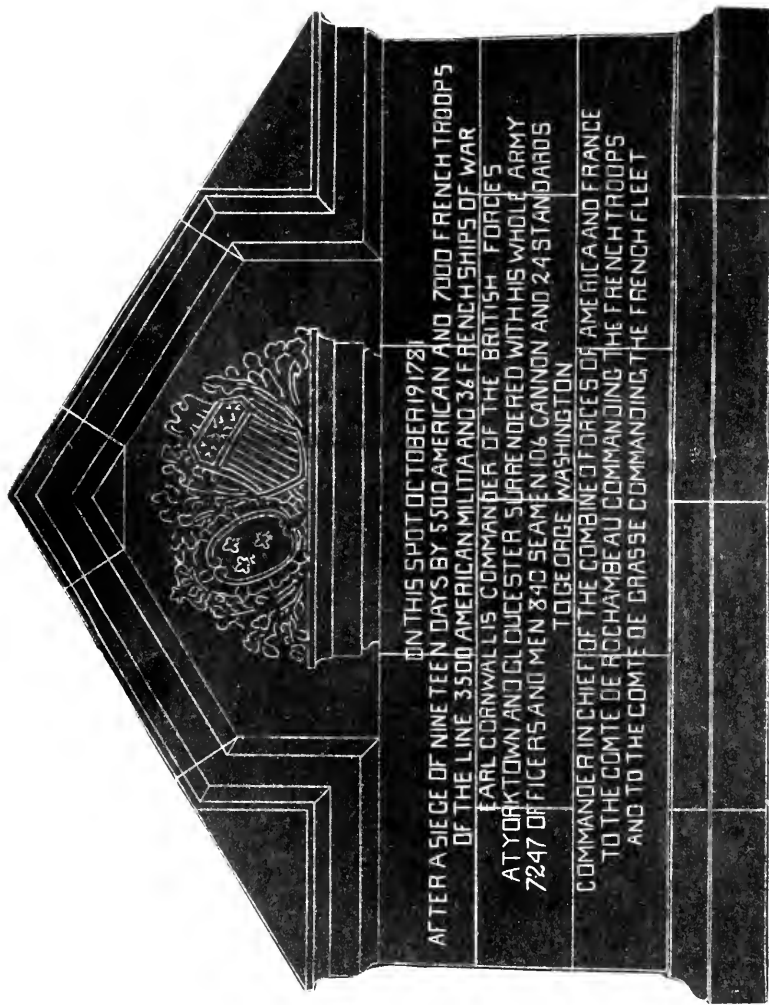 ON THIS SPOT OCTOBER 19 1781
AFTER A SIEGE OF NINETEEN DAYS BY 5500 AMERICAN AND 7000 FRENCH TROOPS
OF THE LINE 3500 AMERICAN MILITIA AND 36 FRENCH SHIPS OF WAR
EARL CORNWALLIS COMMANDER OF THE BRITISH FORCES
AT YORKTOWN AND GLOUCESTER SURRENDERED WITH HIS WHOLE ARMY
7247 OFFICERS AND MEN 840 SEAMEN 106 CANNON AND 24 STANDARDS
TO GEORGE WASHINGTON
COMMANDER IN CHIEF OF THE COMBINED FORCES OF AMERICA AND FRANCE
TO THE COMTE DE ROCHAMBEAU COMMANDING THE FRENCH TROOPS
AND TO THE COMTE DE GRASSE COMMANDING THE FRENCH FLEET